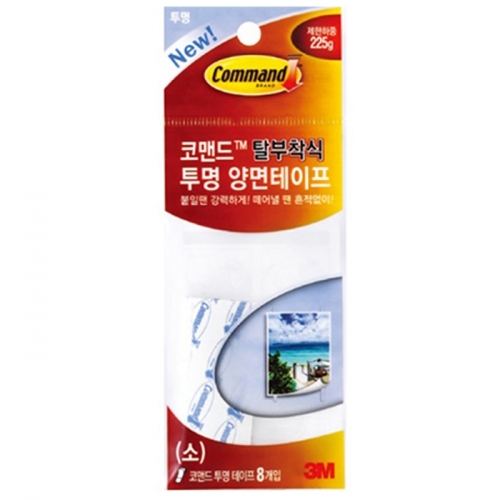 투명
New!
제한하중
225g
Command
BRAND
코맨드™ 탈부착식
투명 양면테이프
붙일땐 강력하게! 떼어낼 땐 흔적없이!
(소)
코맨드 투명 테이프 8개입
3M